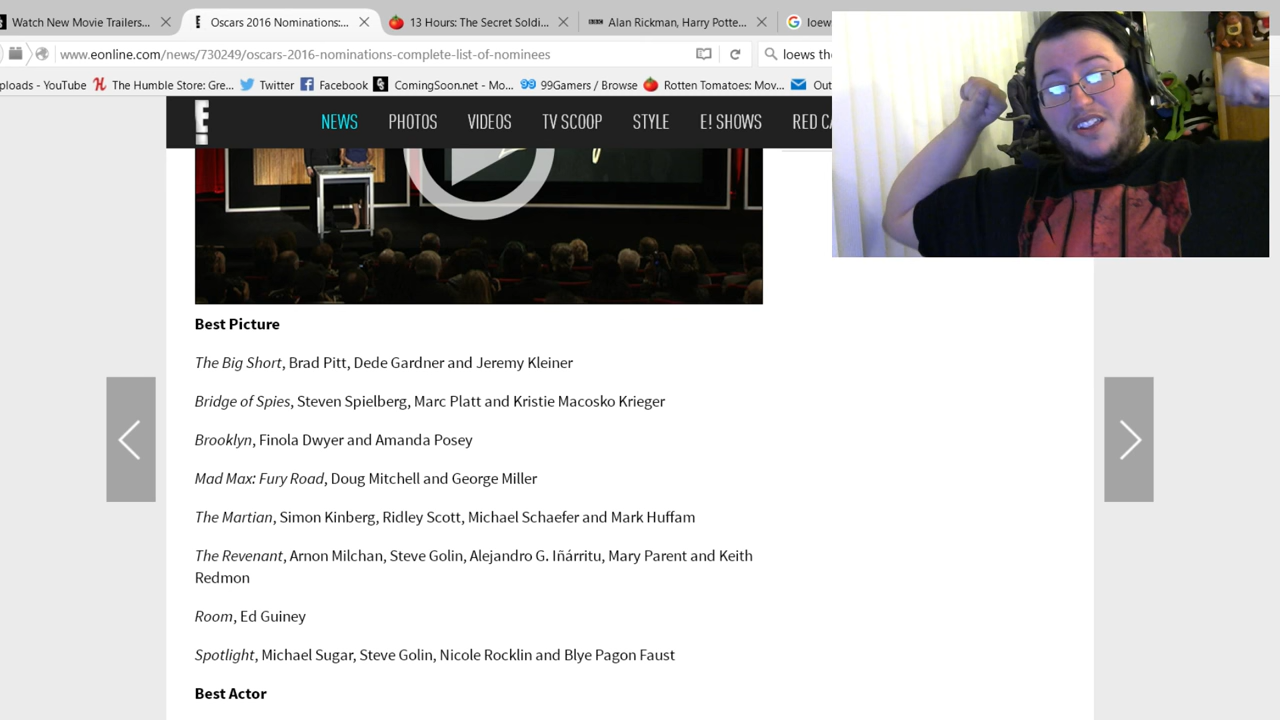 Watch New Movie Trailers...
Oscars 2016 Nominations:...
13 Hours: The Secret Soldi...
BBC
Alan Rickman, Harry Potte...
G
loews
www.eonline.com/news/730249/oscars-2016-nominations-complete-list-of-nominees
loews the
ploads - YouTube
The Humble Store: Gre...
Twitter
Facebook
ComingSoon.net - Mo...
99Gamers / Browse
Rotten Tomatoes: Mov...
Out
E!
NEWS
PHOTOS
VIDEOS
TV SCOOP
STYLE
E! SHOWS
RED CA
Best Picture
The Big Short, Brad Pitt, Dede Gardner and Jeremy Kleiner
Bridge of Spies, Steven Spielberg, Marc Platt and Kristie Macosko Krieger
Brooklyn, Finola Dwyer and Amanda Posey
Mad Max: Fury Road, Doug Mitchell and George Miller
The Martian, Simon Kinberg, Ridley Scott, Michael Schaefer and Mark Huffam
The Revenant, Arnon Milchan, Steve Golin, Alejandro G. Iñárritu, Mary Parent and Keith
Redmon
Room, Ed Guiney
Spotlight, Michael Sugar, Steve Golin, Nicole Rocklin and Blye Pagon Faust
Best Actor